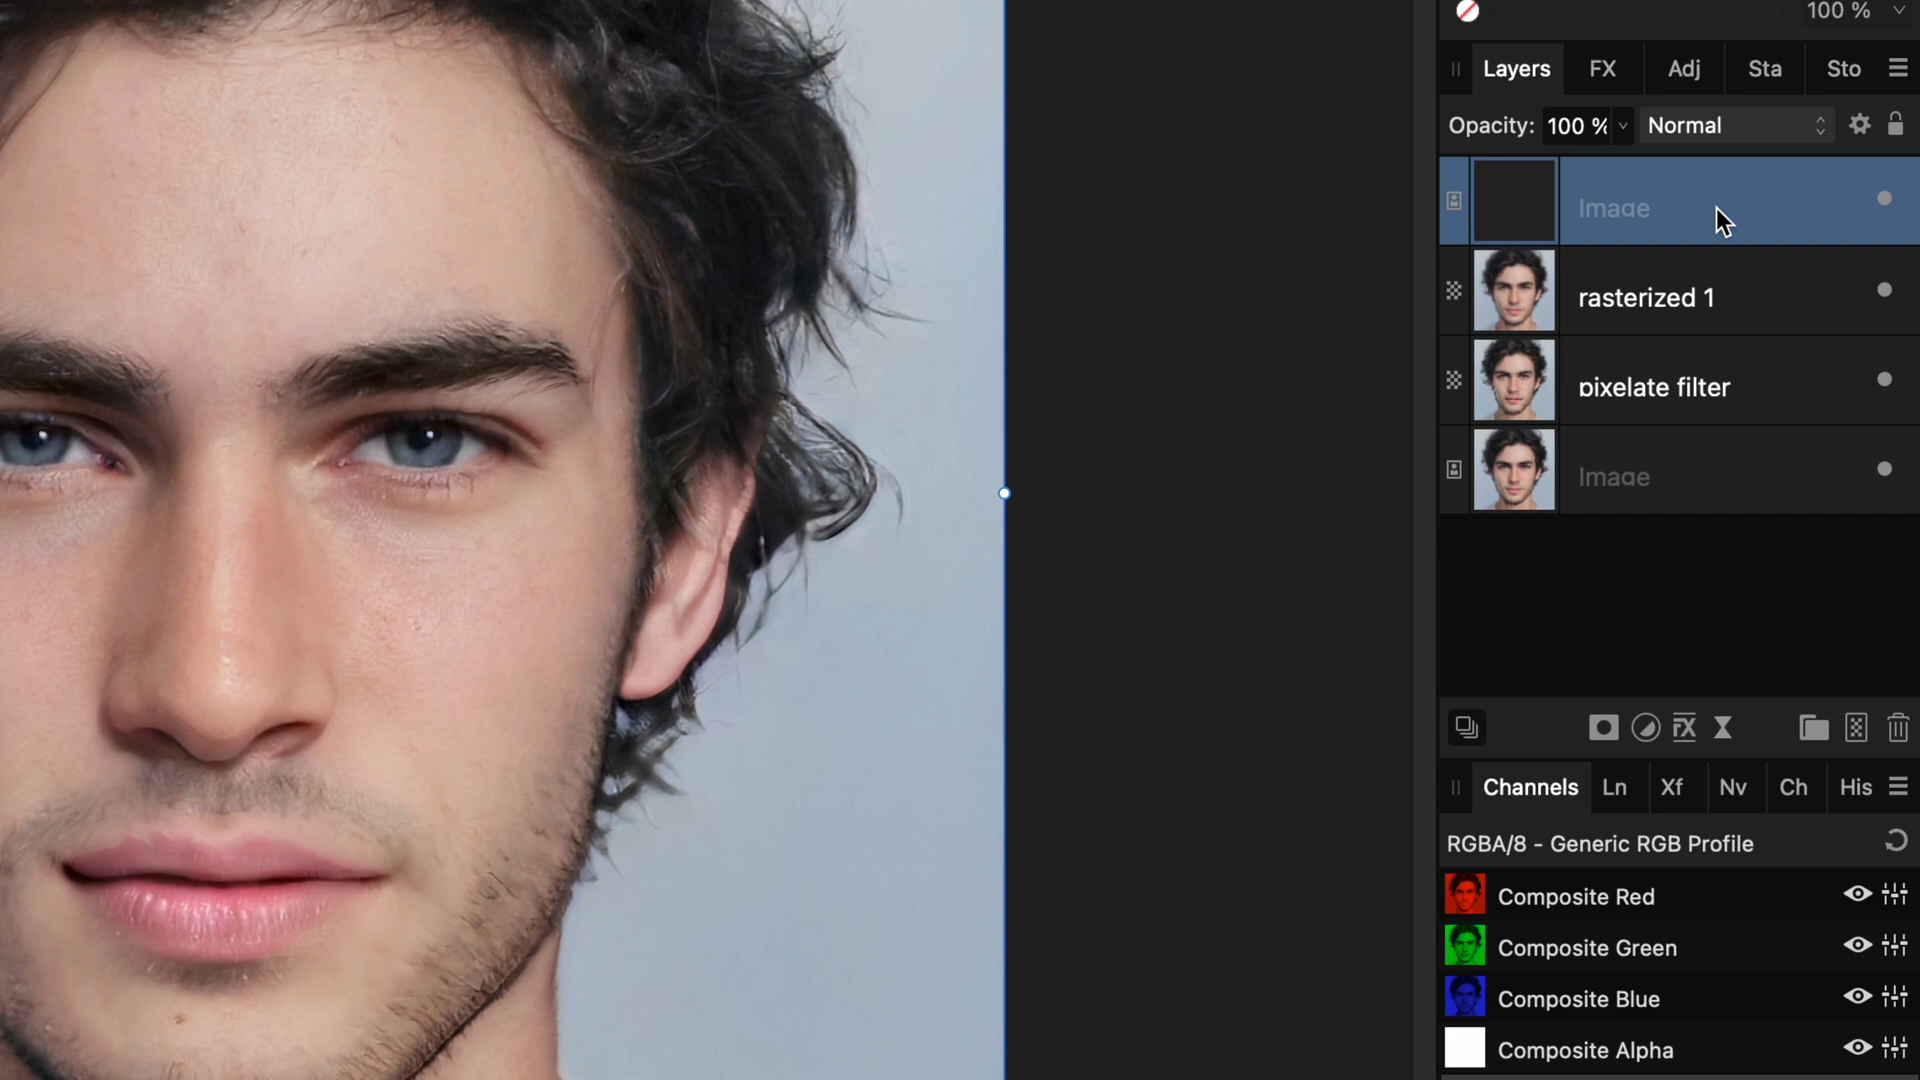 100 %
Layers FX Adj Sta Sto
Opacity: 100 % Normal
Image
rasterized 1
pixelate filter
Image
FX
Channels Ln Xf Nv Ch His
RGBA/8 - Generic RGB Profile
Composite Red
Composite Green
Composite Blue
Composite Alpha